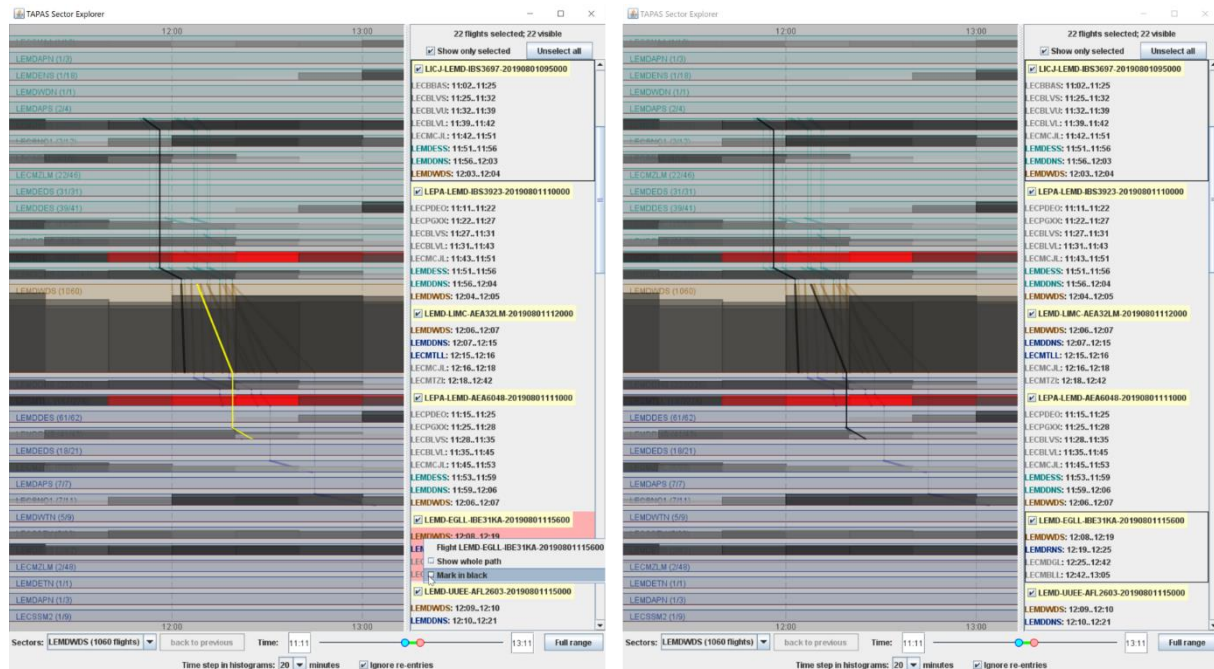 TAPAS Sector Explorer
12:00
13:00
LEMDAPN (1/3)
LEMDENS (1/18)
LEMDWDN (1/1)
LEMDAPS (2/4)
LECMZLM (22/46)
LEMDEDS (31/31)
LEMDDES (39/41)
LEMDWDS (1060)
LEMDDES (61/62)
LEMDEDS (18/21)
LEMDAPS (7/7)
LEMDWTN (5/9)
LECMZLM (2/48)
LEMDETN (1/1)
LEMDAPN (1/3)
LECSSM2 (1/9)
12:00
13:00
22 flights selected; 22 visible
Show only selected
Unselect all
LICJ-LEMD-IBS3697-20190801095000
LECBBAS: 11:02..11:25
LECBLVS: 11:25..11:32
LECBLVU: 11:32..11:39
LECBLVL: 11:39..11:42
LECMCJL: 11:42..11:51
LEMDESS: 11:51..11:56
LEMDDNS: 11:56..12:03
LEMDWDS: 12:03..12:04
LEPA-LEMD-IBS3923-20190801110000
LECPDEO: 11:11..11:22
LECPGXX: 11:22..11:27
LECBLVS: 11:27..11:31
LECBLVL: 11:31..11:43
LECMCJL: 11:43..11:51
LEMDESS: 11:51..11:56
LEMDDNS: 11:56..12:04
LEMDWDS: 12:04..12:05
LEMD-LIMC-AEA32LM-20190801112000
LEMDWDS: 12:06..12:07
LEMDDNS: 12:07..12:15
LECMTLL: 12:15..12:16
LECMCJL: 12:16..12:18
LECMTZI: 12:18..12:42
LEPA-LEMD-AEA6048-20190801111000
LECPDEO: 11:15..11:25
LECPGXX: 11:25..11:28
LECBLVS: 11:28..11:35
LECBLVL: 11:35..11:45
LECMCJL: 11:45..11:53
LEMDESS: 11:53..11:59
LEMDDNS: 11:59..12:06
LEMDWDS: 12:06..12:07
LEMD-EGLL-IBE31KA-20190801115600
LEMDWDS: 12:08..12:19
Flight LEMD-EGLL-IBE31KA-20190801115600
Show whole path
Mark in black
LEMD-UUEE-AFL2603-20190801115000
LEMDWDS: 12:09..12:10
LEMDDNS: 12:10..12:21
Sectors: LEMDWDS (1060 flights) back to previous Time: 11:11 13:11 Full range
Time step in histograms: 20 minutes Ignore re-entries
TAPAS Sector Explorer
12:00
13:00
LEMDAPN (1/3)
LEMDENS (1/18)
LEMDWDN (1/1)
LEMDAPS (2/4)
LECMZLM (22/46)
LEMDEDS (31/31)
LEMDDES (39/41)
LEMDWDS (1060)
LEMDDES (61/62)
LEMDEDS (18/21)
LEMDAPS (7/7)
LEMDWTN (5/9)
LECMZLM (2/48)
LEMDETN (1/1)
LEMDAPN (1/3)
LECSSM2 (1/9)
12:00
13:00
22 flights selected; 22 visible
Show only selected
Unselect all
LICJ-LEMD-IBS3697-20190801095000
LECBBAS: 11:02..11:25
LECBLVS: 11:25..11:32
LECBLVU: 11:32..11:39
LECBLVL: 11:39..11:42
LECMCJL: 11:42..11:51
LEMDESS: 11:51..11:56
LEMDDNS: 11:56..12:03
LEMDWDS: 12:03..12:04
LEPA-LEMD-IBS3923-20190801110000
LECPDEO: 11:11..11:22
LECPGXX: 11:22..11:27
LECBLVS: 11:27..11:31
LECBLVL: 11:31..11:43
LECMCJL: 11:43..11:51
LEMDESS: 11:51..11:56
LEMDDNS: 11:56..12:04
LEMDWDS: 12:04..12:05
LEMD-LIMC-AEA32LM-20190801112000
LEMDWDS: 12:06..12:07
LEMDDNS: 12:07..12:15
LECMTLL: 12:15..12:16
LECMCJL: 12:16..12:18
LECMTZI: 12:18..12:42
LEPA-LEMD-AEA6048-20190801111000
LECPDEO: 11:15..11:25
LECPGXX: 11:25..11:28
LECBLVS: 11:28..11:35
LECBLVL: 11:35..11:45
LECMCJL: 11:45..11:53
LEMDESS: 11:53..11:59
LEMDDNS: 11:59..12:06
LEMDWDS: 12:06..12:07
LEMD-EGLL-IBE31KA-20190801115600
LEMDWDS: 12:08..12:19
LEMDRNS: 12:19..12:25
LECMDGL: 12:25..12:42
LECMBLL: 12:42..13:05
LEMD-UUEE-AFL2603-20190801115000
LEMDWDS: 12:09..12:10
LEMDDNS: 12:10..12:21
Sectors: LEMDWDS (1060 flights) back to previous Time: 11:11 13:11 Full range
Time step in histograms: 20 minutes Ignore re-entries